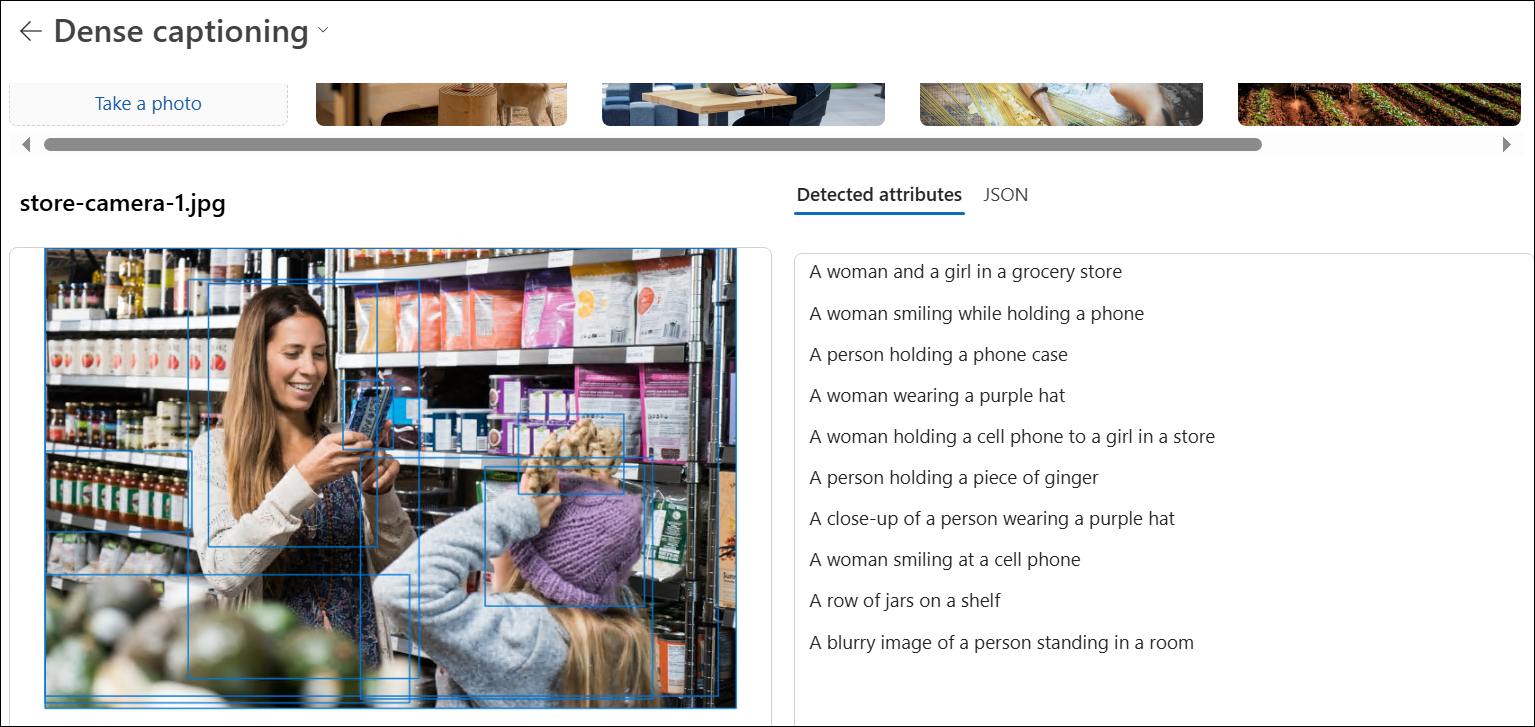 Dense captioning
Take a photo
store-camera-1.jpg
Detected attributes
JSON
A woman and a girl in a grocery store
A woman smiling while holding a phone
A person holding a phone case
A woman wearing a purple hat
A woman holding a cell phone to a girl in a store
A person holding a piece of ginger
A close-up of a person wearing a purple hat
A woman smiling at a cell phone
A row of jars on a shelf
A blurry image of a person standing in a room